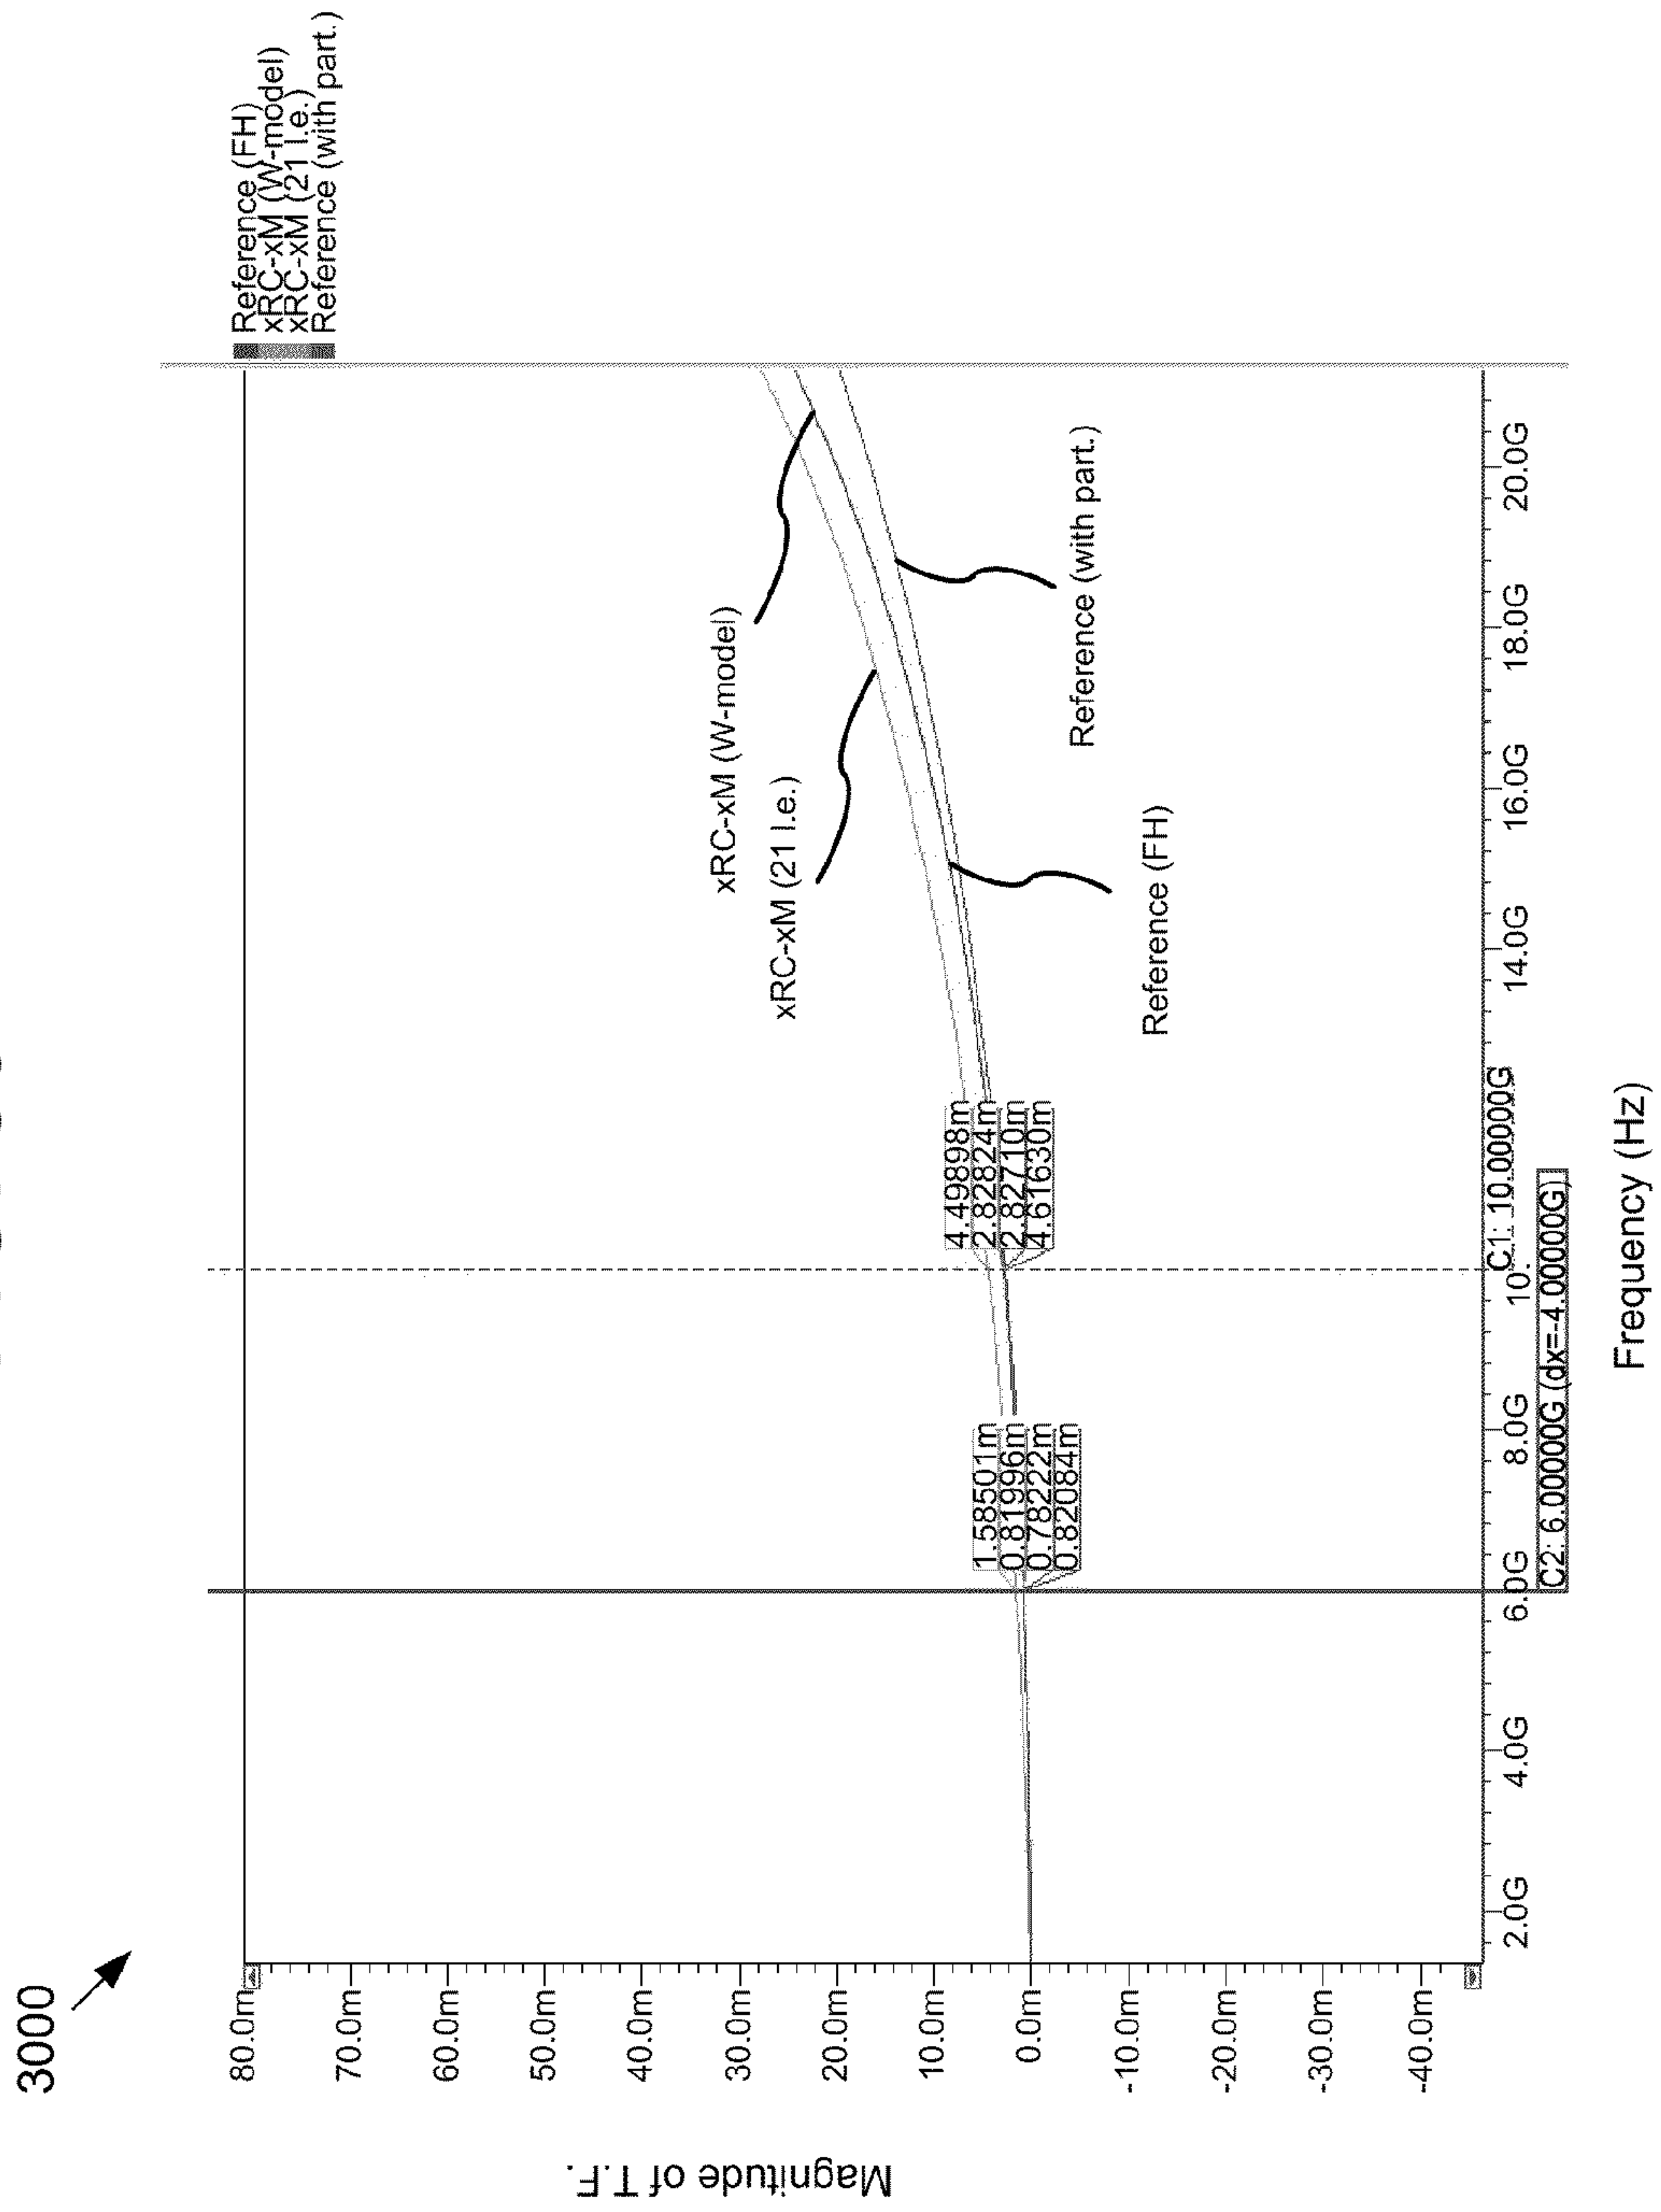 3000
Reference (FH)
xRC-xM (W-model)
xRC-xM (21 l.e.)
Reference (with part.)
Magnitude of T.F.
80.0m
70.0m
60.0m
50.0m
40.0m
30.0m
20.0m
10.0m
0.0m
-10.0m
-20.0m
-30.0m
-40.0m
xRC-xM (W-model)
xRC-xM (21 l.e.)
Reference (with part.)
Reference (FH)
1.58501m
0.81996m
0.78222m
0.82084m
4.49898m
2.82824m
2.82710m
4.61630m
2.0G
4.0G
6.0G
8.0G
10.
14.0G
16.0G
18.0G
20.0G
C1: 10.00000G
C2: 6.00000G (dx=-4.00000G)
Frequency (Hz)